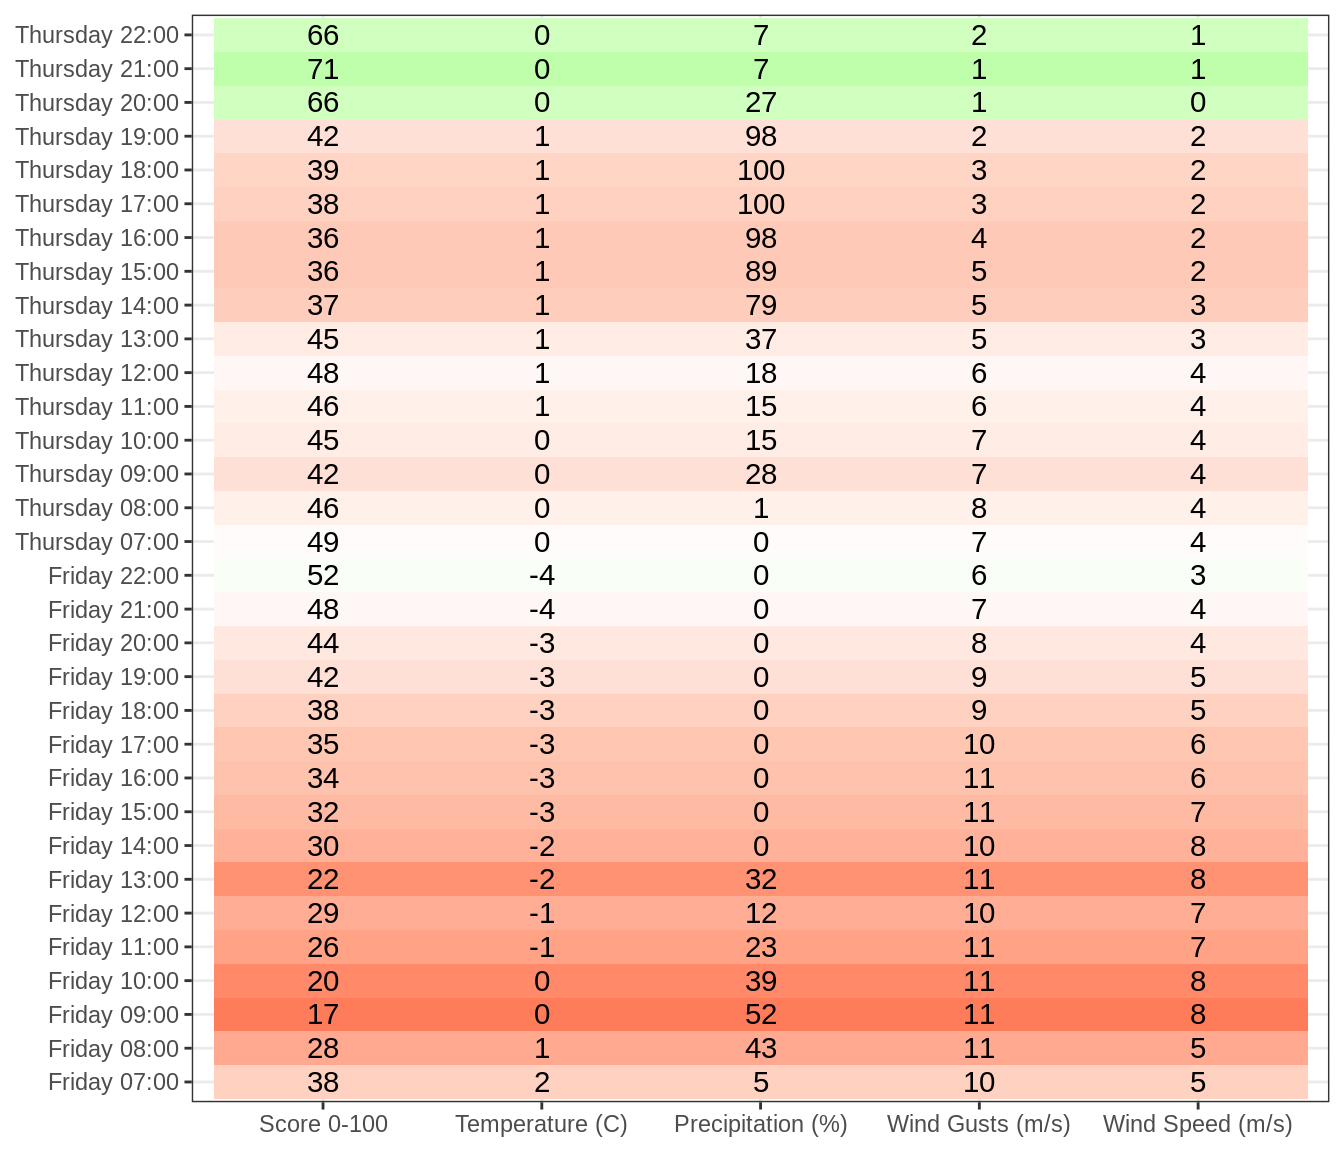 Thursday 22:00 66 0 7 2 1
Thursday 21:00 71 0 7 1 1
Thursday 20:00 66 0 27 1 0
Thursday 19:00 42 1 98 2 2
Thursday 18:00 39 1 100 3 2
Thursday 17:00 38 1 100 3 2
Thursday 16:00 36 1 98 4 2
Thursday 15:00 36 1 89 5 2
Thursday 14:00 37 1 79 5 3
Thursday 13:00 45 1 37 5 3
Thursday 12:00 48 1 18 6 4
Thursday 11:00 46 1 15 6 4
Thursday 10:00 45 0 15 7 4
Thursday 09:00 42 0 28 7 4
Thursday 08:00 46 0 1 8 4
Thursday 07:00 49 0 0 7 4
Friday 22:00 52 -4 0 6 3
Friday 21:00 48 -4 0 7 4
Friday 20:00 44 -3 0 8 4
Friday 19:00 42 -3 0 9 5
Friday 18:00 38 -3 0 9 5
Friday 17:00 35 -3 0 10 6
Friday 16:00 34 -3 0 11 6
Friday 15:00 32 -3 0 11 7
Friday 14:00 30 -2 0 10 8
Friday 13:00 22 -2 32 11 8
Friday 12:00 29 -1 12 10 7
Friday 11:00 26 -1 23 11 7
Friday 10:00 20 0 39 11 8
Friday 09:00 17 0 52 11 8
Friday 08:00 28 1 43 11 5
Friday 07:00 38 2 5 10 5
Score 0-100 Temperature (C) Precipitation (%) Wind Gusts (m/s) Wind Speed (m/s)